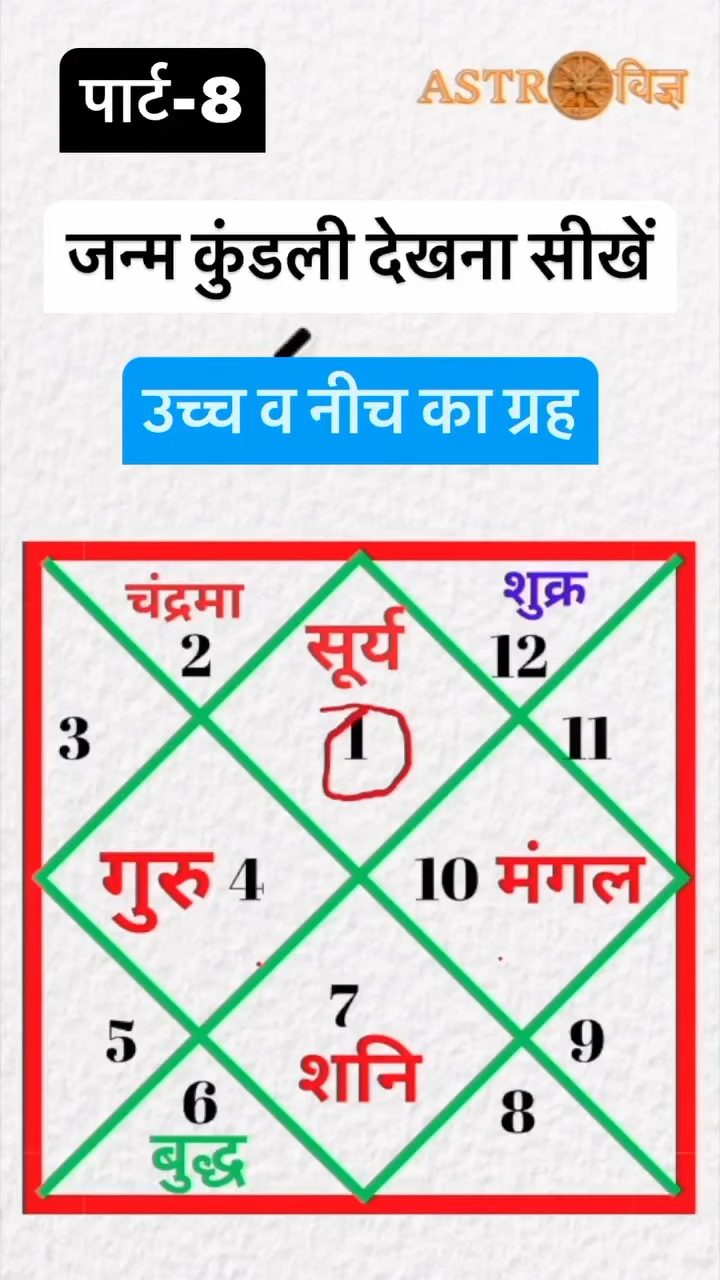 पार्ट-8
ASTROविज्ञ
जन्म कुंडली देखना सीखें
उच्च व नीच का ग्रह
चंद्रमा
शुक्र
सूर्य
2
12
3
1
11
गुरु 4
10 मंगल
7
5
9
शनि
6
8
बुद्ध